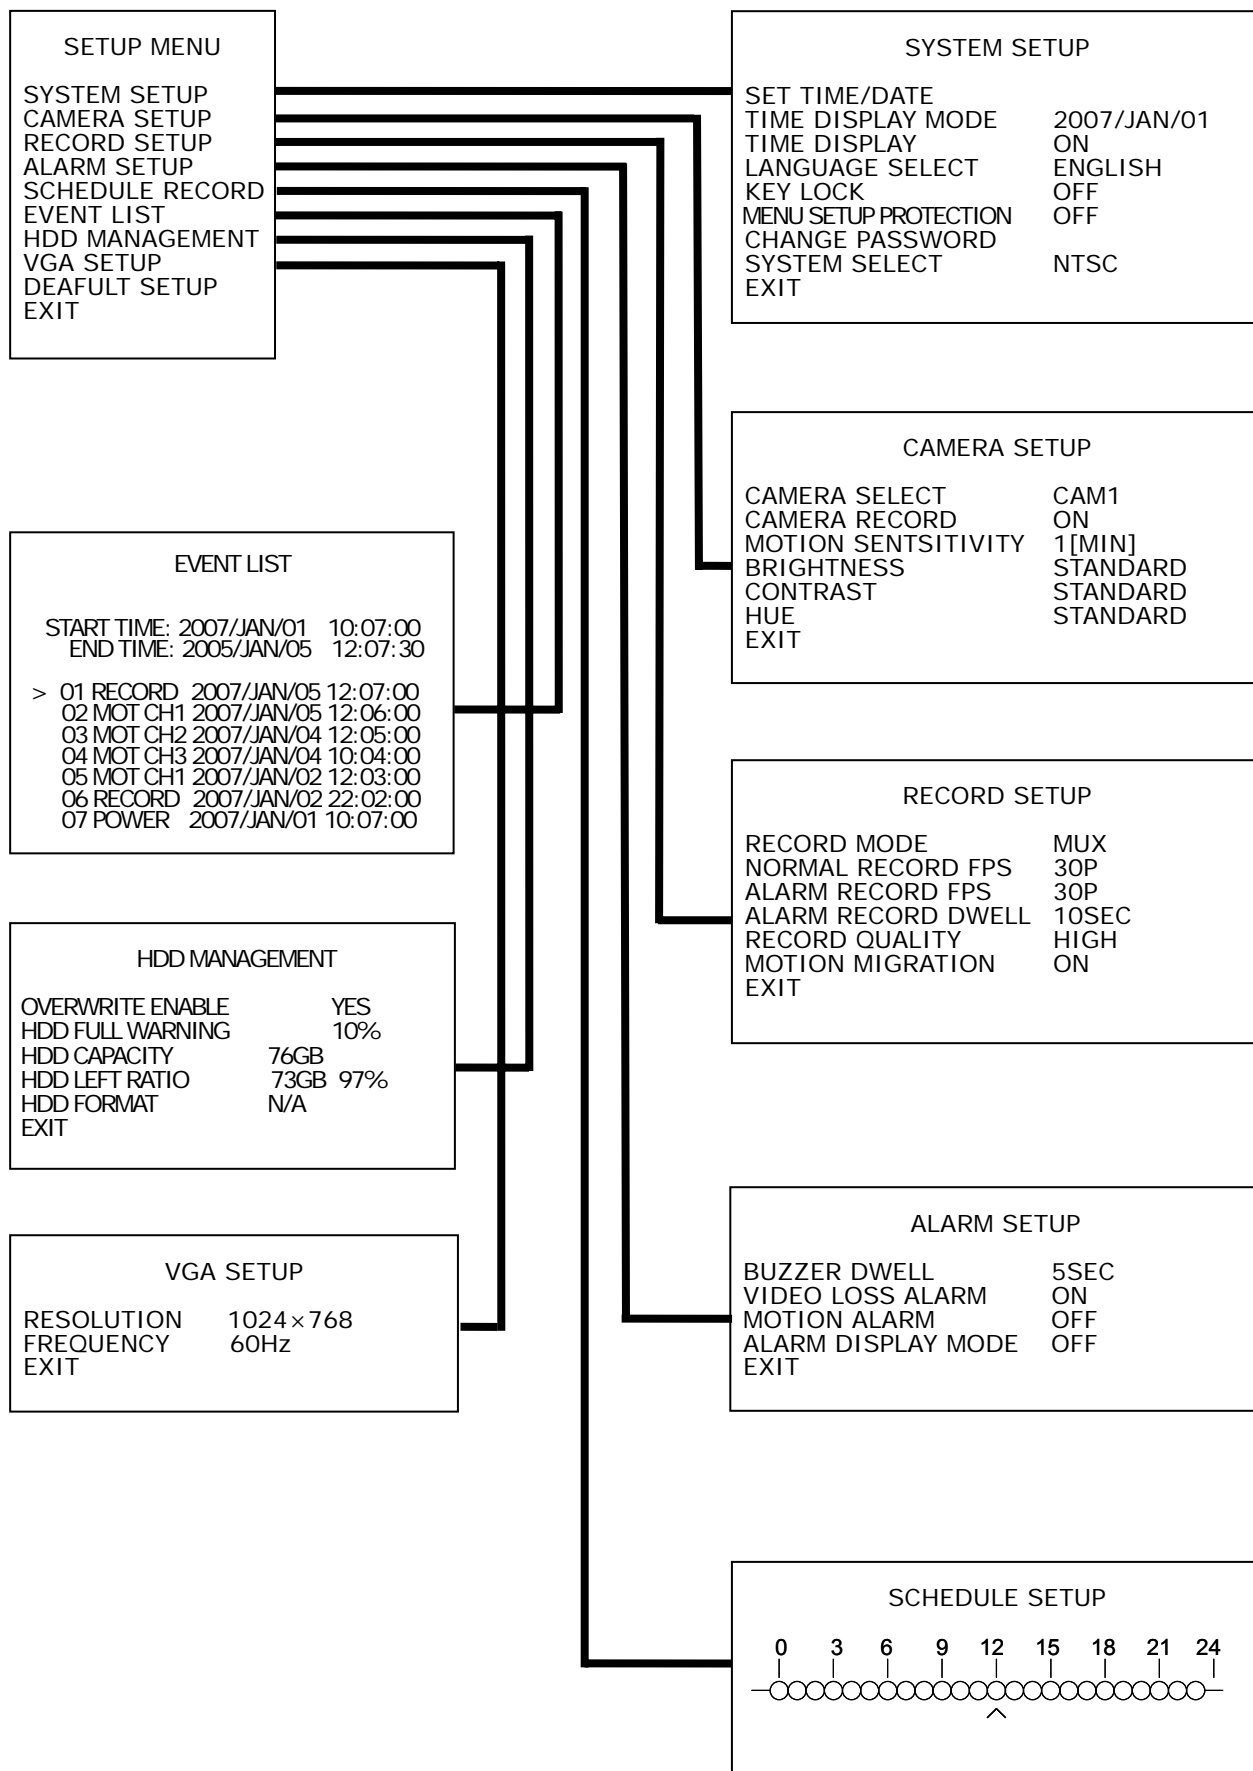 SETUP MENU
SYSTEM SETUP
CAMERA SETUP
RECORD SETUP
ALARM SETUP
SCHEDULE RECORD
EVENT LIST
HDD MANAGEMENT
VGA SETUP
DEAFULT SETUP
EXIT
SYSTEM SETUP
SET TIME/DATE
TIME DISPLAY MODE 2007/JAN/01
TIME DISPLAY ON
LANGUAGE SELECT ENGLISH
KEY LOCK OFF
MENU SETUP PROTECTION OFF
CHANGE PASSWORD
SYSTEM SELECT NTSC
EXIT
CAMERA SETUP
CAMERA SELECT CAM1
CAMERA RECORD ON
MOTION SENTSITIVITY 1[MIN]
BRIGHTNESS STANDARD
CONTRAST STANDARD
HUE STANDARD
EXIT
EVENT LIST
START TIME: 2007/JAN/01 10:07:00
END TIME: 2005/JAN/05 12:07:30
> 01 RECORD 2007/JAN/05 12:07:00
02 MOT CH1 2007/JAN/05 12:06:00
03 MOT CH2 2007/JAN/04 12:05:00
04 MOT CH3 2007/JAN/04 10:04:00
05 MOT CH1 2007/JAN/02 12:03:00
06 RECORD 2007/JAN/02 22:02:00
07 POWER 2007/JAN/01 10:07:00
RECORD SETUP
RECORD MODE MUX
NORMAL RECORD FPS 30P
ALARM RECORD FPS 30P
ALARM RECORD DWELL 10SEC
RECORD QUALITY HIGH
MOTION MIGRATION ON
EXIT
HDD MANAGEMENT
OVERWRITE ENABLE YES
HDD FULL WARNING 10%
HDD CAPACITY 76GB
HDD LEFT RATIO 73GB 97%
HDD FORMAT N/A
EXIT
ALARM SETUP
BUZZER DWELL 5SEC
VIDEO LOSS ALARM ON
MOTION ALARM OFF
ALARM DISPLAY MODE OFF
EXIT
VGA SETUP
RESOLUTION 1024×768
FREQUENCY 60Hz
EXIT
SCHEDULE SETUP
0 3 6 9 12 15 18 21 24